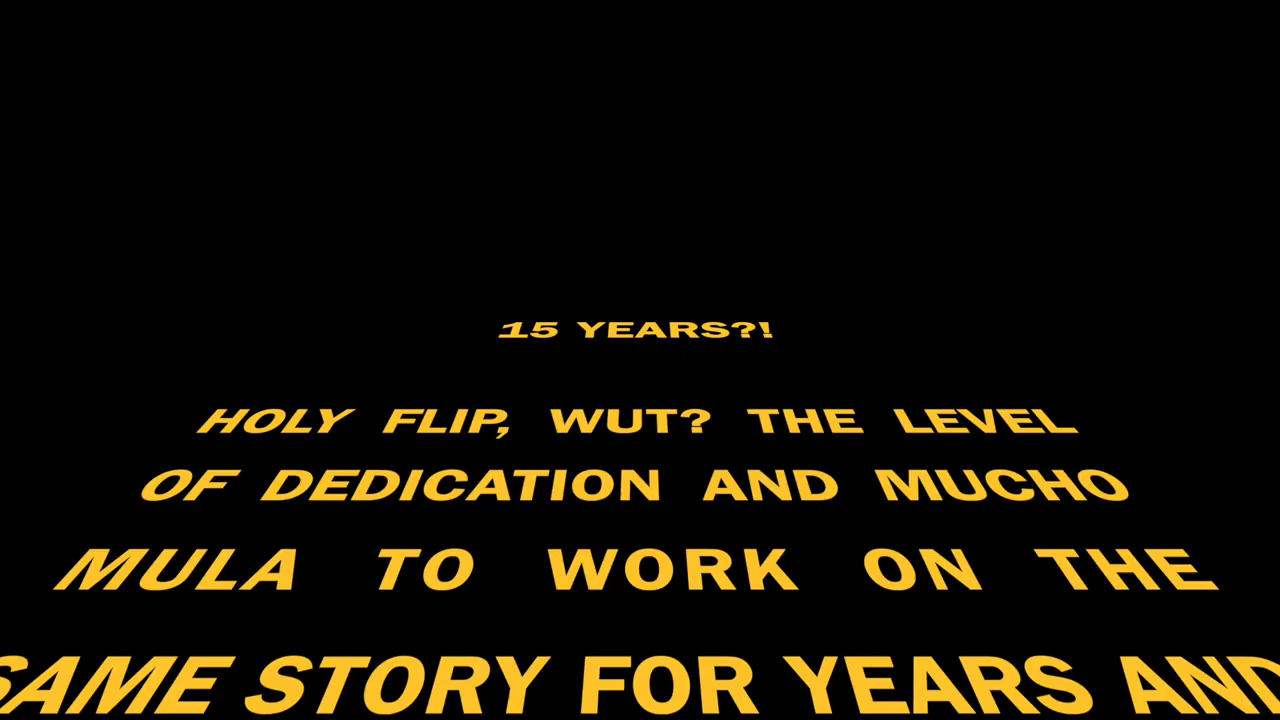 15 YEARS?!
HOLY FLIP, WUT? THE LEVEL
OF DEDICATION AND MUCHO
MULA TO WORK ON THE
SAME STORY FOR YEARS AND